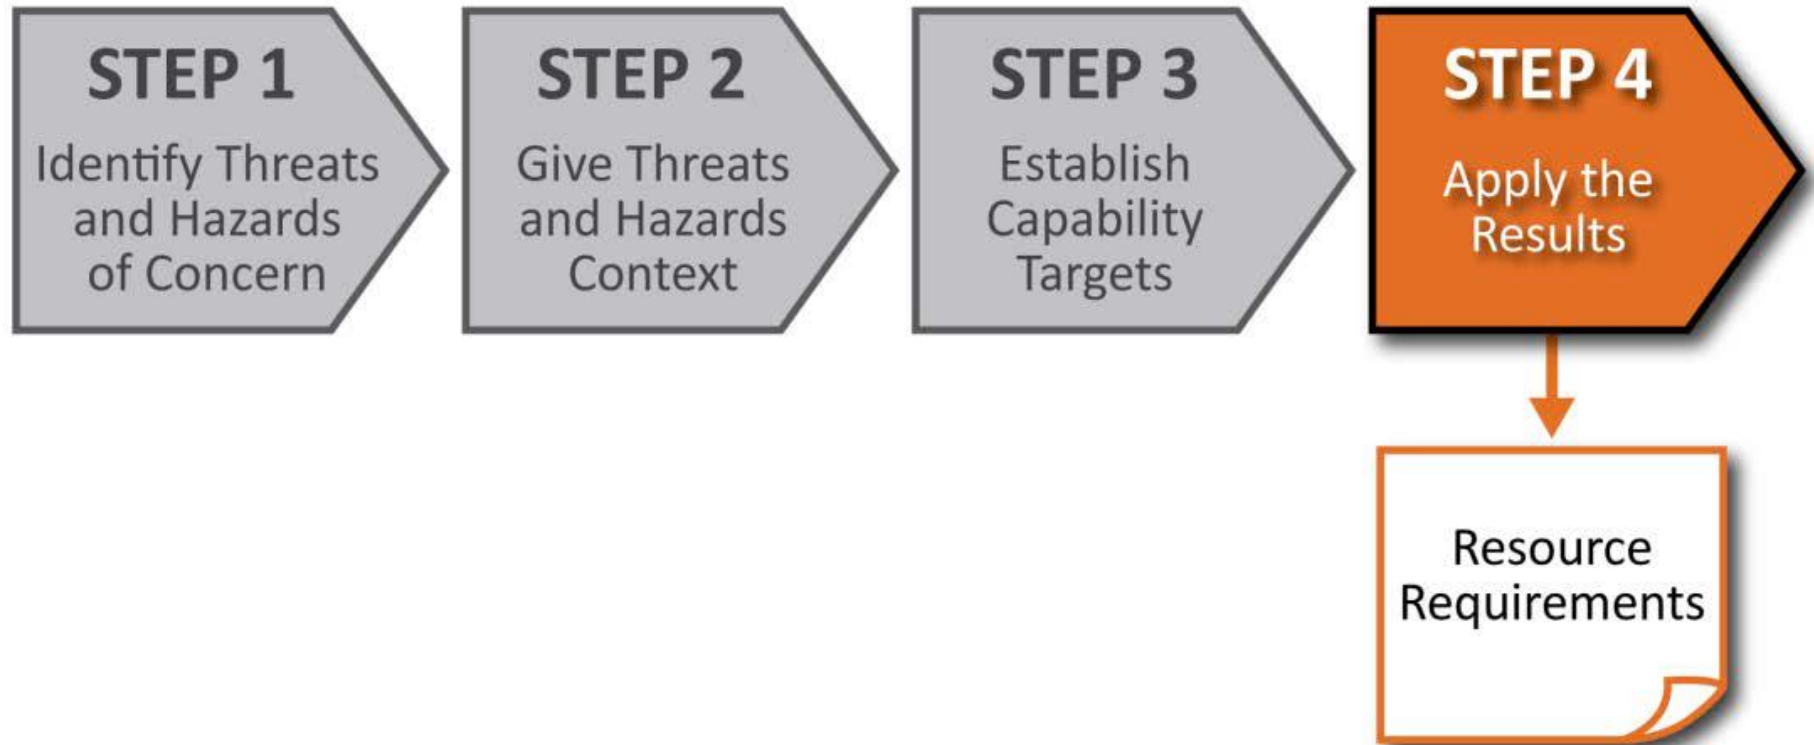 STEP 1
Identify Threats
and Hazards
of Concern
STEP 2
Give Threats
and Hazards
Context
STEP 3
Establish
Capability
Targets
STEP 4
Apply the
Results
Resource
Requirements